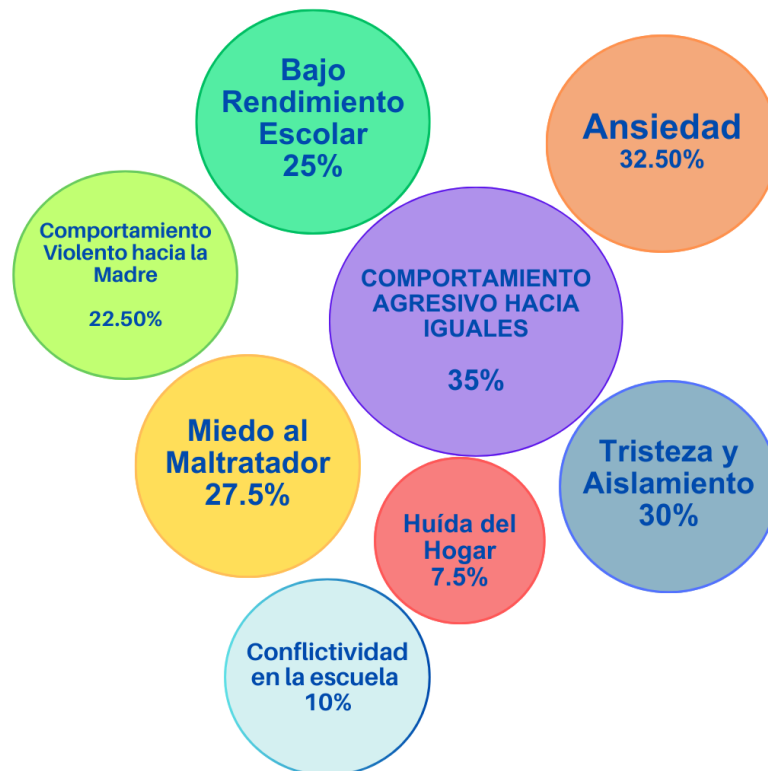 Bajo
Rendimiento
Escolar
25%
Ansiedad
32.50%
Comportamiento
Violento hacia la
Madre
22.50%
COMPORTAMIENTO
AGRESIVO HACIA
IGUALES
35%
Miedo al
Maltratador
27.5%
Tristeza y
Aislamiento
30%
Huída del
Hogar
7.5%
Conflictividad
en la escuela
10%